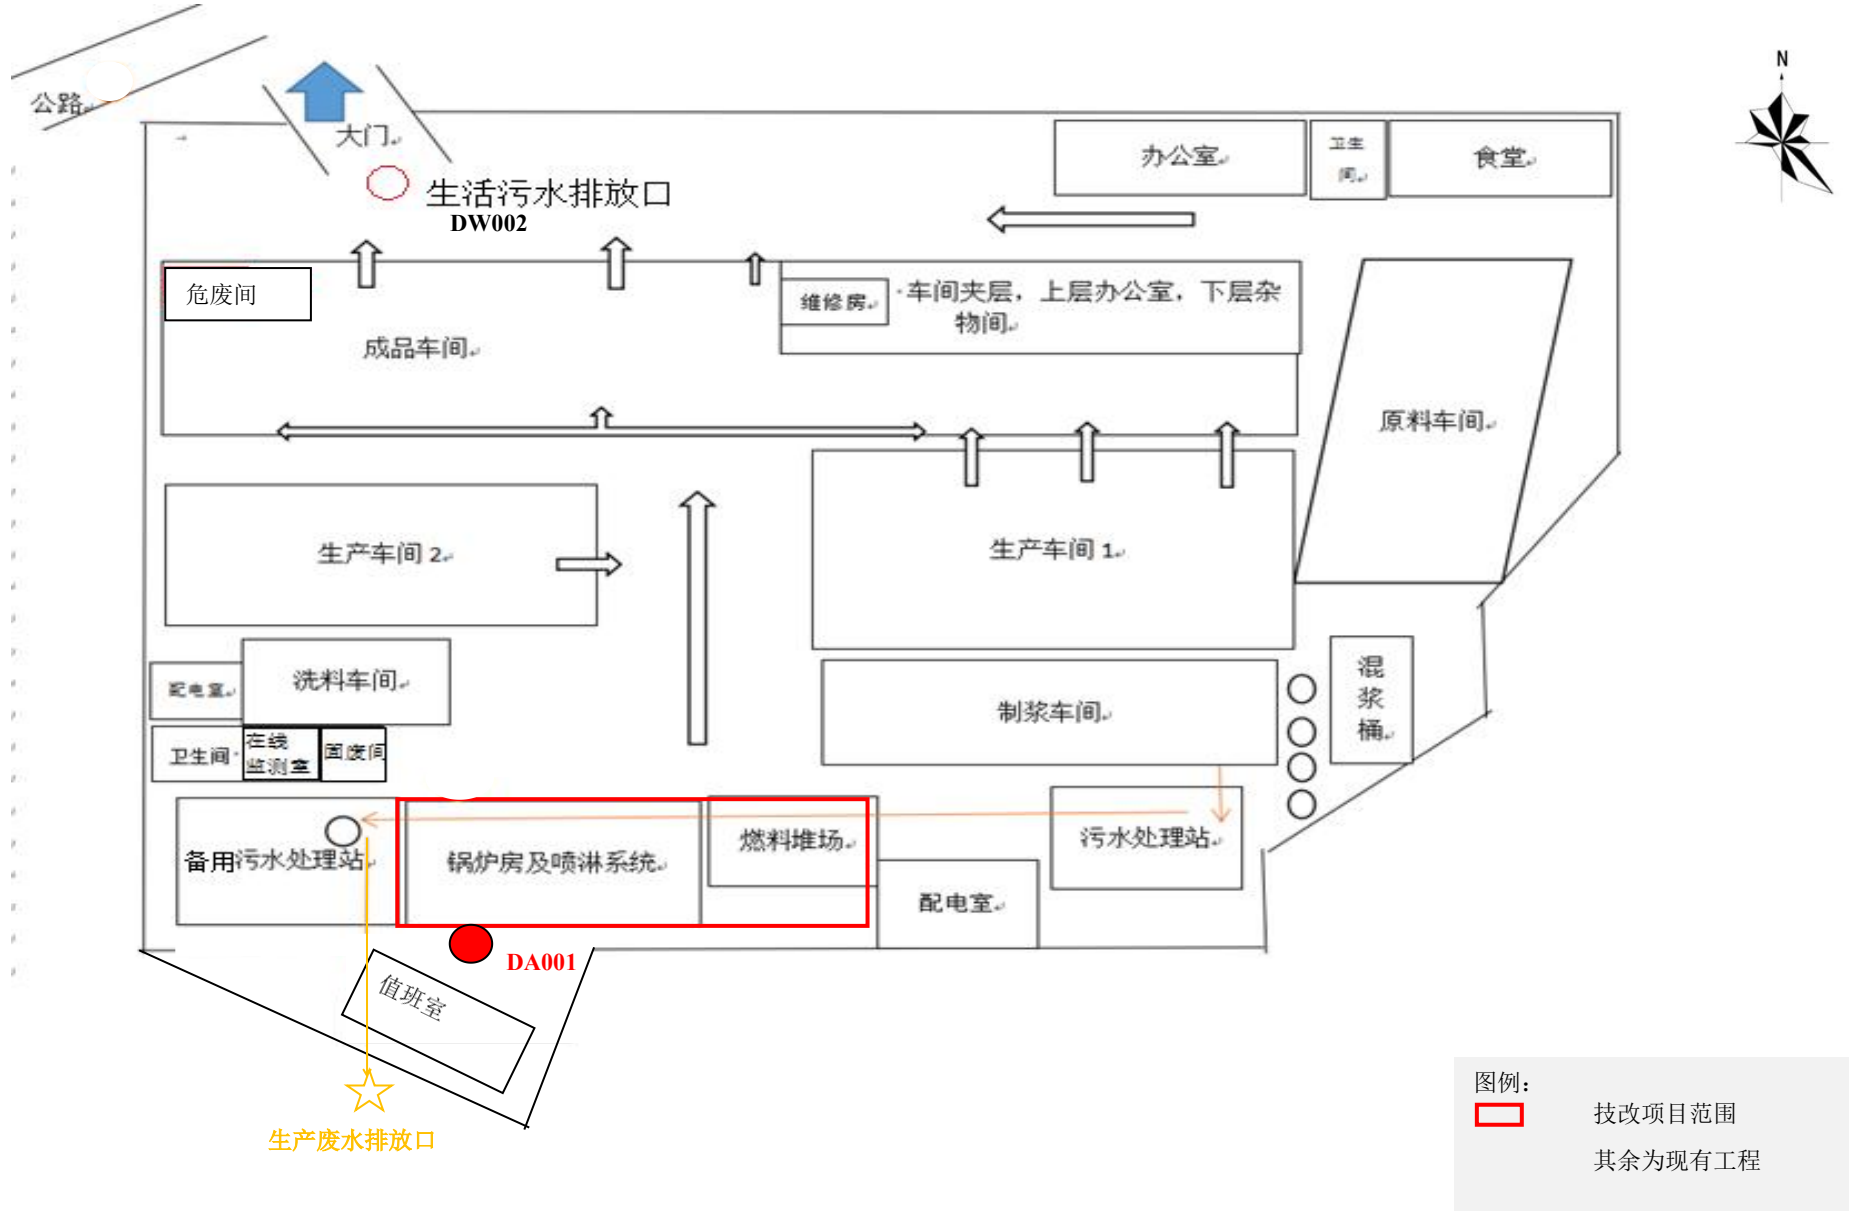 N
公路
大门
办公室
卫生
间
食堂
生活污水排放口
DW002
危废间
维修房
车间夹层，上层办公室，下层杂
物间
成品车间
原料车间
生产车间 2
生产车间 1
洗料车间
配电室
混
浆
桶
制浆车间
卫生间
在线
监测室
固废间
备用污水处理站
锅炉房及喷淋系统
燃料堆场
污水处理站
配电室
DA001
值班室
生产废水排放口
图例：
技改项目范围
其余为现有工程